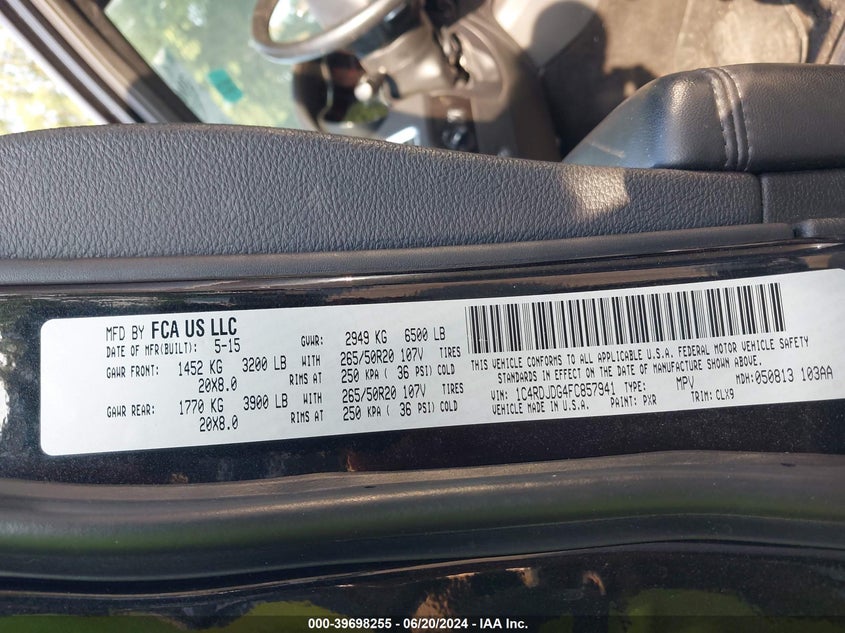 MFD BY FCA US LLC
DATE OF MFR(BUILT): 5-15
GVWR: 2949 KG 6500 LB
GAWR FRONT: 1452 KG 3200 LB WITH 265/50R20 107V TIRES
20X8.0 RIMS AT 250 KPA ( 36 PSI) COLD
GAWR REAR: 1770 KG 3900 LB WITH 265/50R20 107V TIRES
20X8.0 RIMS AT 250 KPA ( 36 PSI) COLD
THIS VEHICLE CONFORMS TO ALL APPLICABLE U.S.A. FEDERAL MOTOR VEHICLE SAFETY
STANDARDS IN EFFECT ON THE DATE OF MANUFACTURE SHOWN ABOVE.
VIN: 1C4RDJDG4FC857941 TYPE: MPV MDH:050813 103AA
VEHICLE MADE IN U.S.A. PAINT: PXR TRIM: CLX9
000-39698255 - 06/20/2024 - IAA Inc.